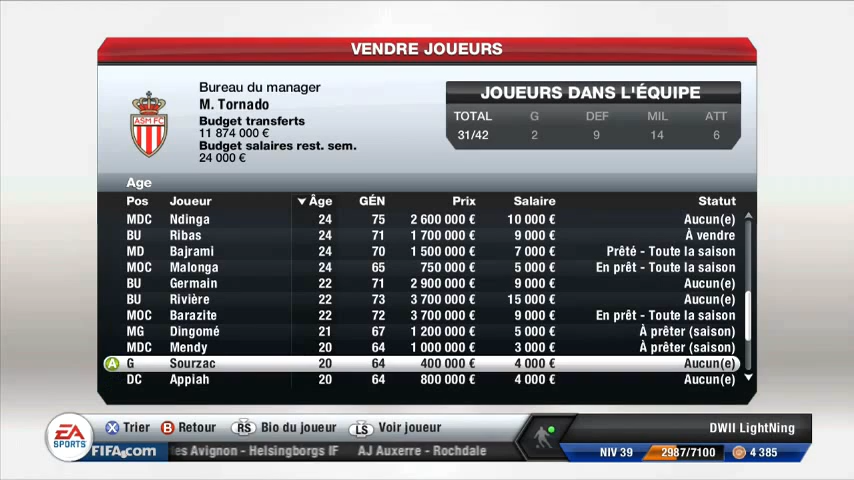 VENDRE JOUEURS
ASM FC
Bureau du manager
M. Tornado
Budget transferts
11 874 000 €
Budget salaires rest. sem.
24 000 €
JOUEURS DANS L'ÉQUIPE
TOTAL G DEF MIL ATT
31/42 2 9 14 6
Age
Pos Joueur Âge GÉN Prix Salaire Statut
MDC Ndinga 24 75 2 600 000 € 10 000 € Aucun(e)
BU Ribas 24 71 1 700 000 € 9 000 € À vendre
MD Bajrami 24 70 1 500 000 € 7 000 € Prêté - Toute la saison
MOC Malonga 24 65 750 000 € 5 000 € En prêt - Toute la saison
BU Germain 22 71 2 900 000 € 9 000 € Aucun(e)
BU Rivière 22 73 3 700 000 € 15 000 € Aucun(e)
MOC Barazite 22 72 3 700 000 € 9 000 € En prêt - Toute la saison
MG Dingomé 21 67 1 200 000 € 5 000 € À prêter (saison)
MDC Mendy 20 64 1 000 000 € 3 000 € À prêter (saison)
A G Sourzac 20 64 400 000 € 4 000 € Aucun(e)
DC Appiah 20 64 800 000 € 4 000 € Aucun(e)
X Trier B Retour RS Bio du joueur LS Voir joueur
DWII LightNing
EA SPORTS
FIFA.com es Avignon - Helsingborgs IF AJ Auxerre - Rochdale
NIV 39 2987/7100 4 385